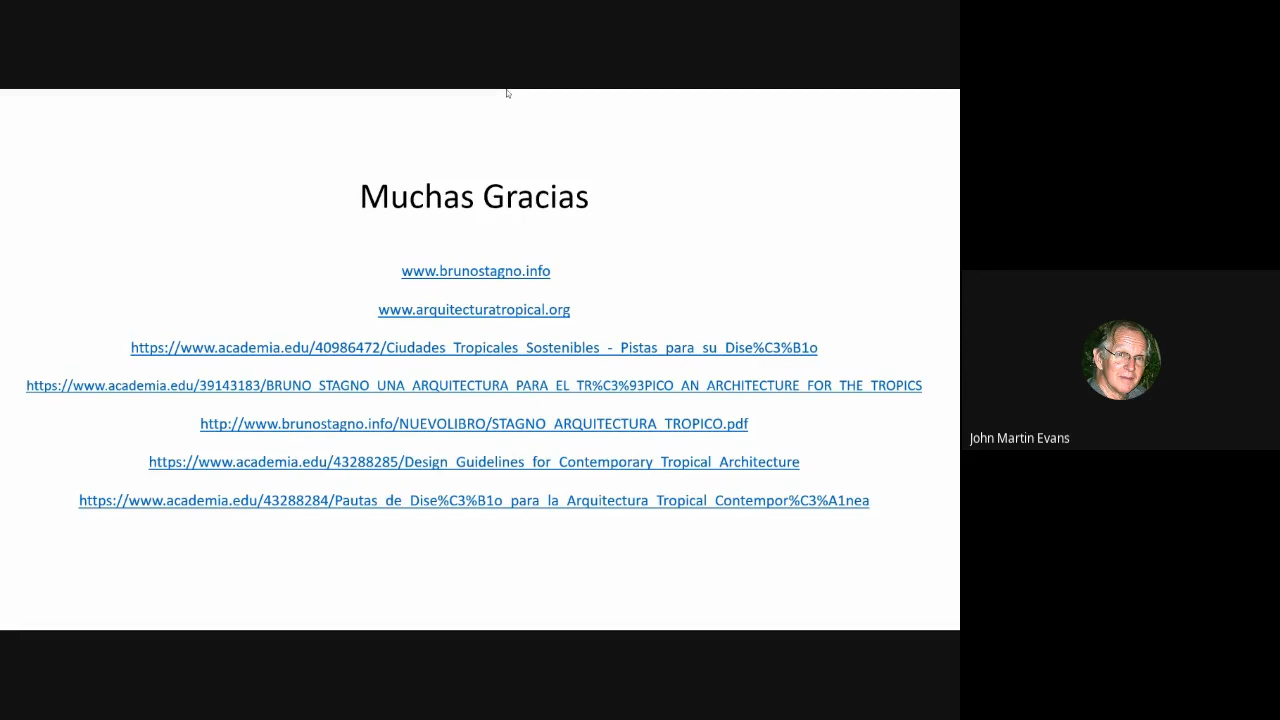 Muchas Gracias
www.brunostagno.info
www.arquitecturatropical.org
https://www.academia.edu/40986472/Ciudades_Tropicales_Sostenibles_-_Pistas_para_su_Dise%C3%B1o
https://www.academia.edu/39143183/BRUNO_STAGNO_UNA_ARQUITECTURA_PARA_EL_TR%C3%93PICO_AN_ARCHITECTURE_FOR_THE_TROPICS
http://www.brunostagno.info/NUEVOLIBRO/STAGNO_ARQUITECTURA_TROPICO.pdf
https://www.academia.edu/43288285/Design_Guidelines_for_Contemporary_Tropical_Architecture
https://www.academia.edu/43288284/Pautas_de_Dise%C3%B1o_para_la_Arquitectura_Tropical_Contempor%C3%A1nea
John Martin Evans